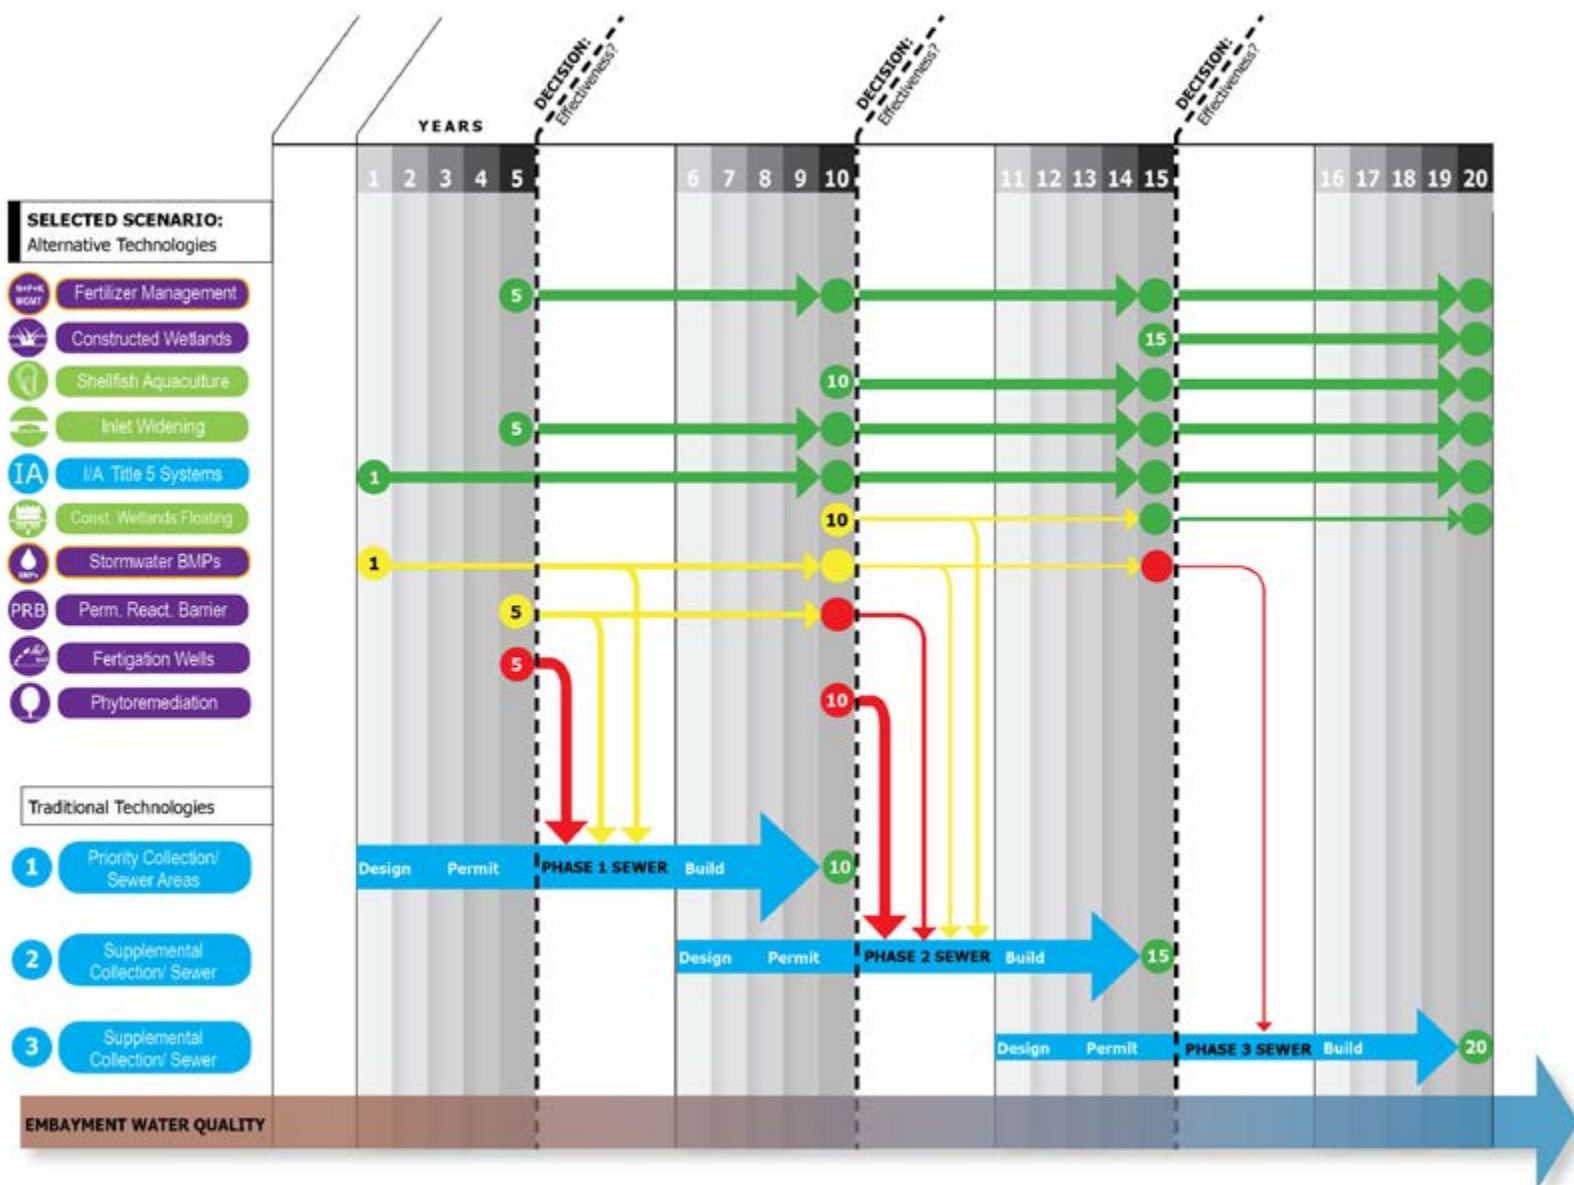 DECISION:
Effectiveness?
DECISION:
Effectiveness?
DECISION:
Effectiveness?
YEARS
1 2 3 4 5 6 7 8 9 10 11 12 13 14 15 16 17 18 19 20
SELECTED SCENARIO:
Alternative Technologies
N+P+K
MGMT
Fertilizer Management
5
Constructed Wetlands
15
Shellfish Aquaculture
10
Inlet Widening
5
IA
I/A Title 5 Systems
1
Const. Wetlands Floating
10
BMPs
Stormwater BMPs
1
PRB
Perm. React. Barrier
5
Fertigation Wells
5
Phytoremediation
10
Traditional Technologies
1
Priority Collection/
Sewer Areas
Design Permit PHASE 1 SEWER Build 10
2
Supplemental
Collection/ Sewer
Design Permit PHASE 2 SEWER Build 15
3
Supplemental
Collection/ Sewer
Design Permit PHASE 3 SEWER Build 20
EMBAYMENT WATER QUALITY